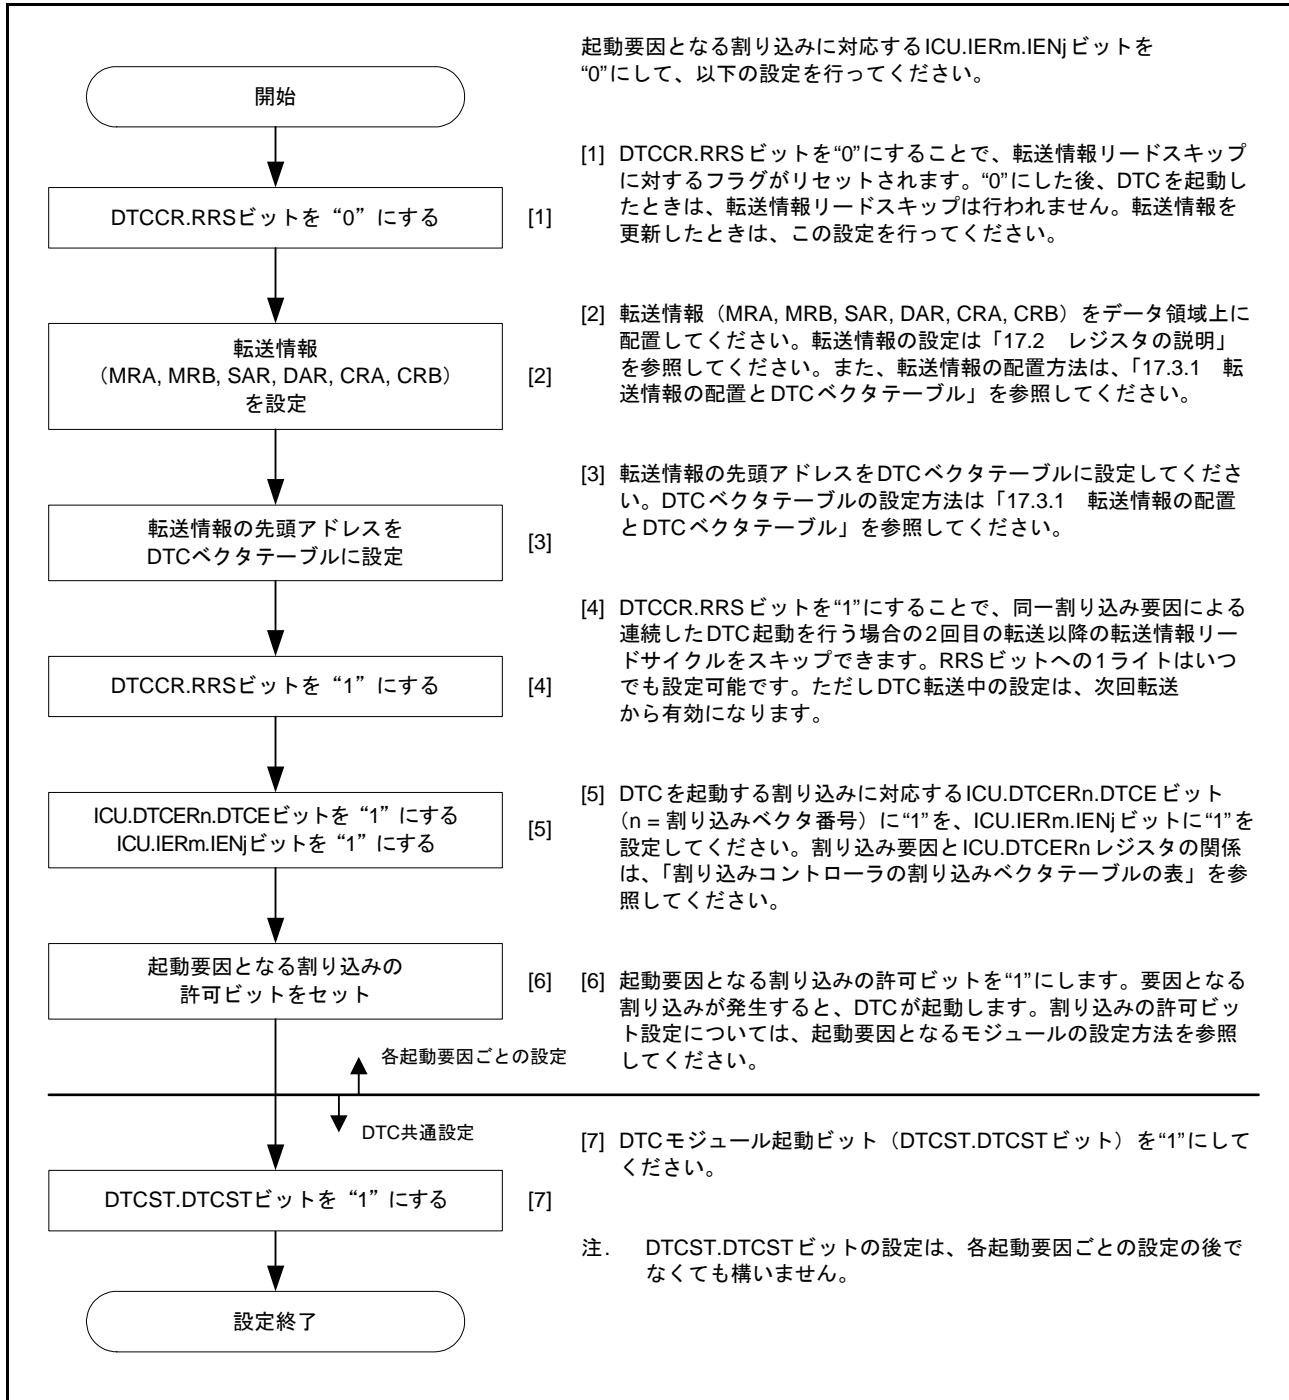 起動要因となる割り込みに対応するICU.IERm.IENjビットを
“0”にして、以下の設定を行ってください。
開始
[1] DTCCR.RRSビットを“0”にすることで、転送情報リードスキップ
に対するフラグがリセットされます。“0”にした後、DTCを起動し
たときは、転送情報リードスキップは行われません。転送情報を
更新したときは、この設定を行ってください。
DTCCR.RRSビットを“0”にする
[1]
[2] 転送情報（MRA, MRB, SAR, DAR, CRA, CRB）をデータ領域上に
配置してください。転送情報の設定は「17.2　レジスタの説明」
を参照してください。また、転送情報の配置方法は、「17.3.1　転
送情報の配置とDTCベクタテーブル」を参照してください。
転送情報
（MRA, MRB, SAR, DAR, CRA, CRB）
を設定
[2]
[3] 転送情報の先頭アドレスをDTCベクタテーブルに設定してくださ
い。DTCベクタテーブルの設定方法は「17.3.1　転送情報の配置
とDTCベクタテーブル」を参照してください。
転送情報の先頭アドレスを
DTCベクタテーブルに設定
[3]
[4] DTCCR.RRSビットを“1”にすることで、同一割り込み要因による
連続したDTC起動を行う場合の2回目の転送以降の転送情報リー
ドサイクルをスキップできます。RRSビットへの1ライトはいつ
でも設定可能です。ただしDTC転送中の設定は、次回転送
から有効になります。
DTCCR.RRSビットを“1”にする
[4]
[5] DTCを起動する割り込みに対応するICU.DTCERn.DTCEビット
（n = 割り込みベクタ番号）に“1”を、ICU.IERm.IENjビットに“1”を
設定してください。割り込み要因とICU.DTCERnレジスタの関係
は、「割り込みコントローラの割り込みベクタテーブルの表」を参
照してください。
ICU.DTCERn.DTCEビットを“1”にする
ICU.IERm.IENjビットを“1”にする
[5]
起動要因となる割り込みの
許可ビットをセット
[6]
[6] 起動要因となる割り込みの許可ビットを“1”にします。要因となる
割り込みが発生すると、DTCが起動します。割り込みの許可ビッ
ト設定については、起動要因となるモジュールの設定方法を参照
してください。
各起動要因ごとの設定
DTC共通設定
[7] DTCモジュール起動ビット（DTCST.DTCSTビット）を“1”にして
ください。
DTCST.DTCSTビットを“1”にする
[7]
注.　DTCST.DTCSTビットの設定は、各起動要因ごとの設定の後で
なくても構いません。
設定終了